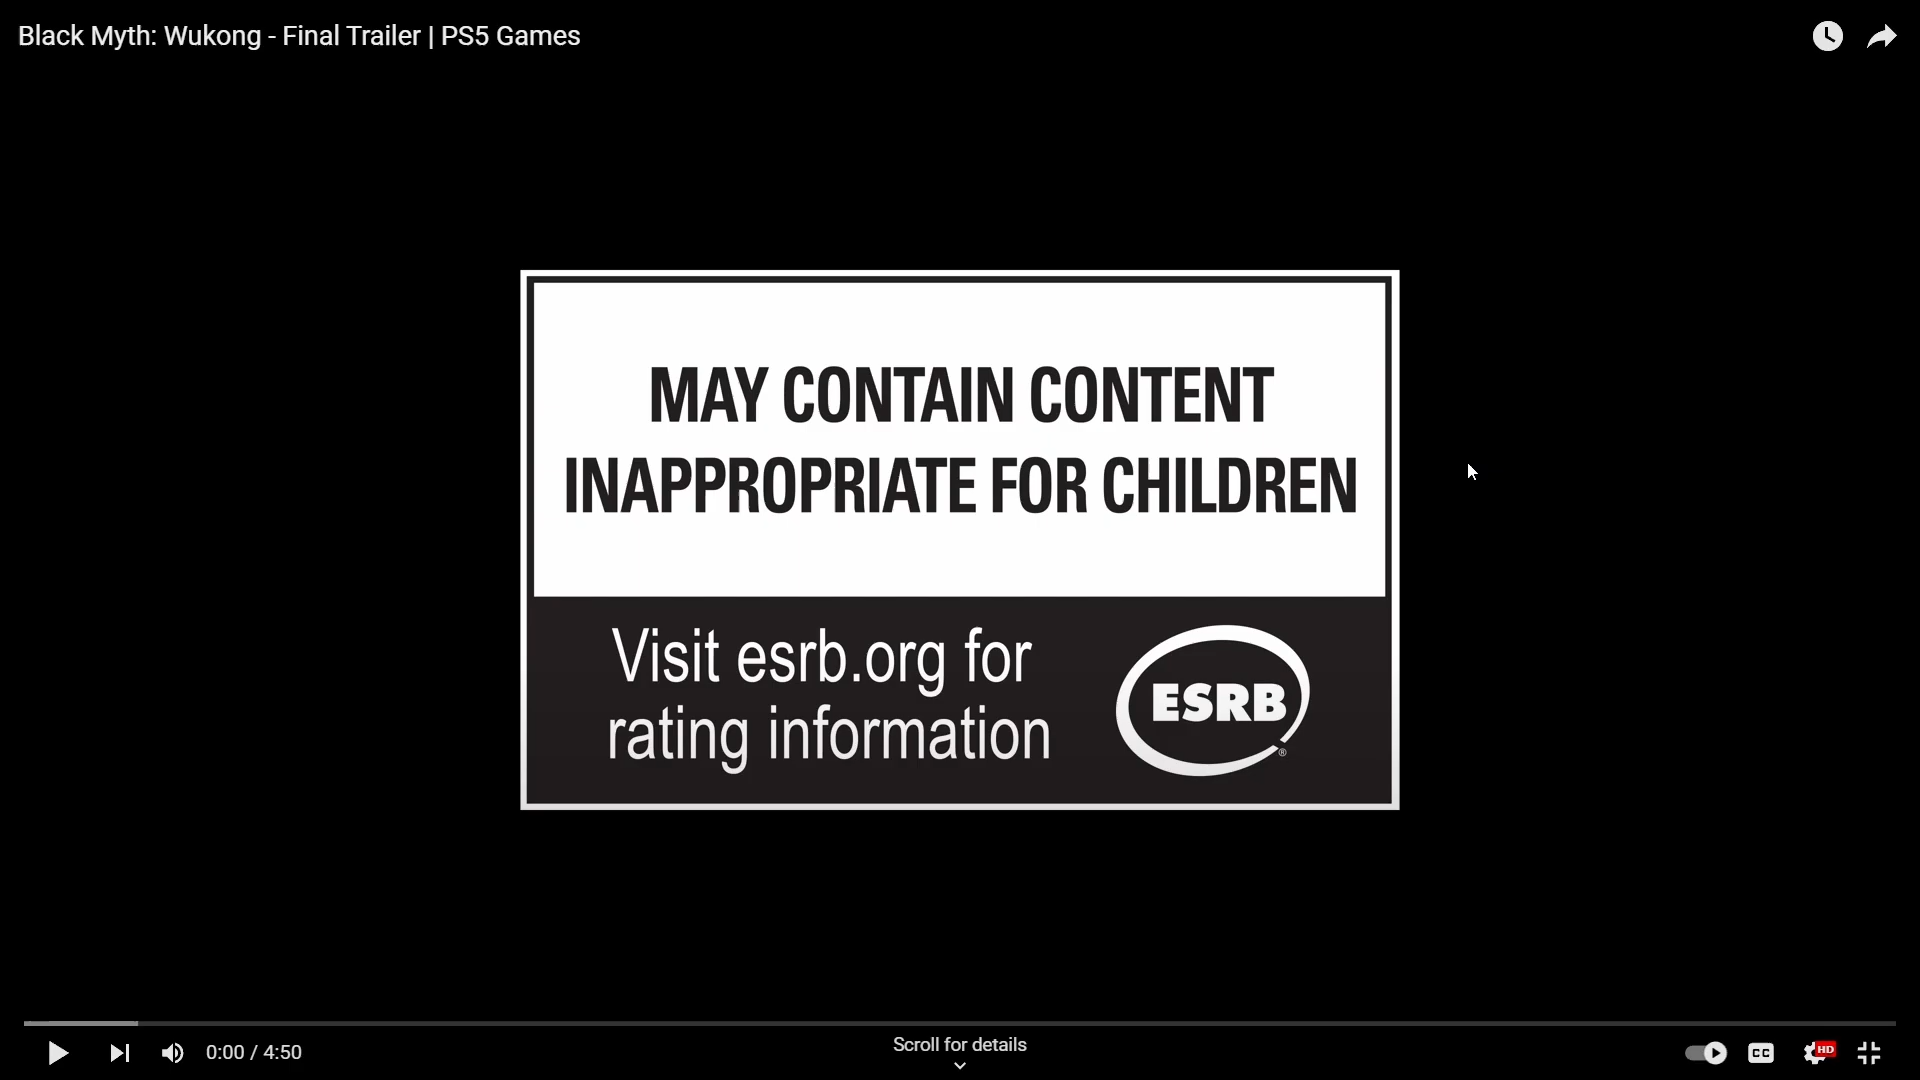 Black Myth: Wukong - Final Trailer | PS5 Games
MAY CONTAIN CONTENT
INAPPROPRIATE FOR CHILDREN
Visit esrb.org for
rating information
ESRB
®
0:00 / 4:50
Scroll for details
CC
HD